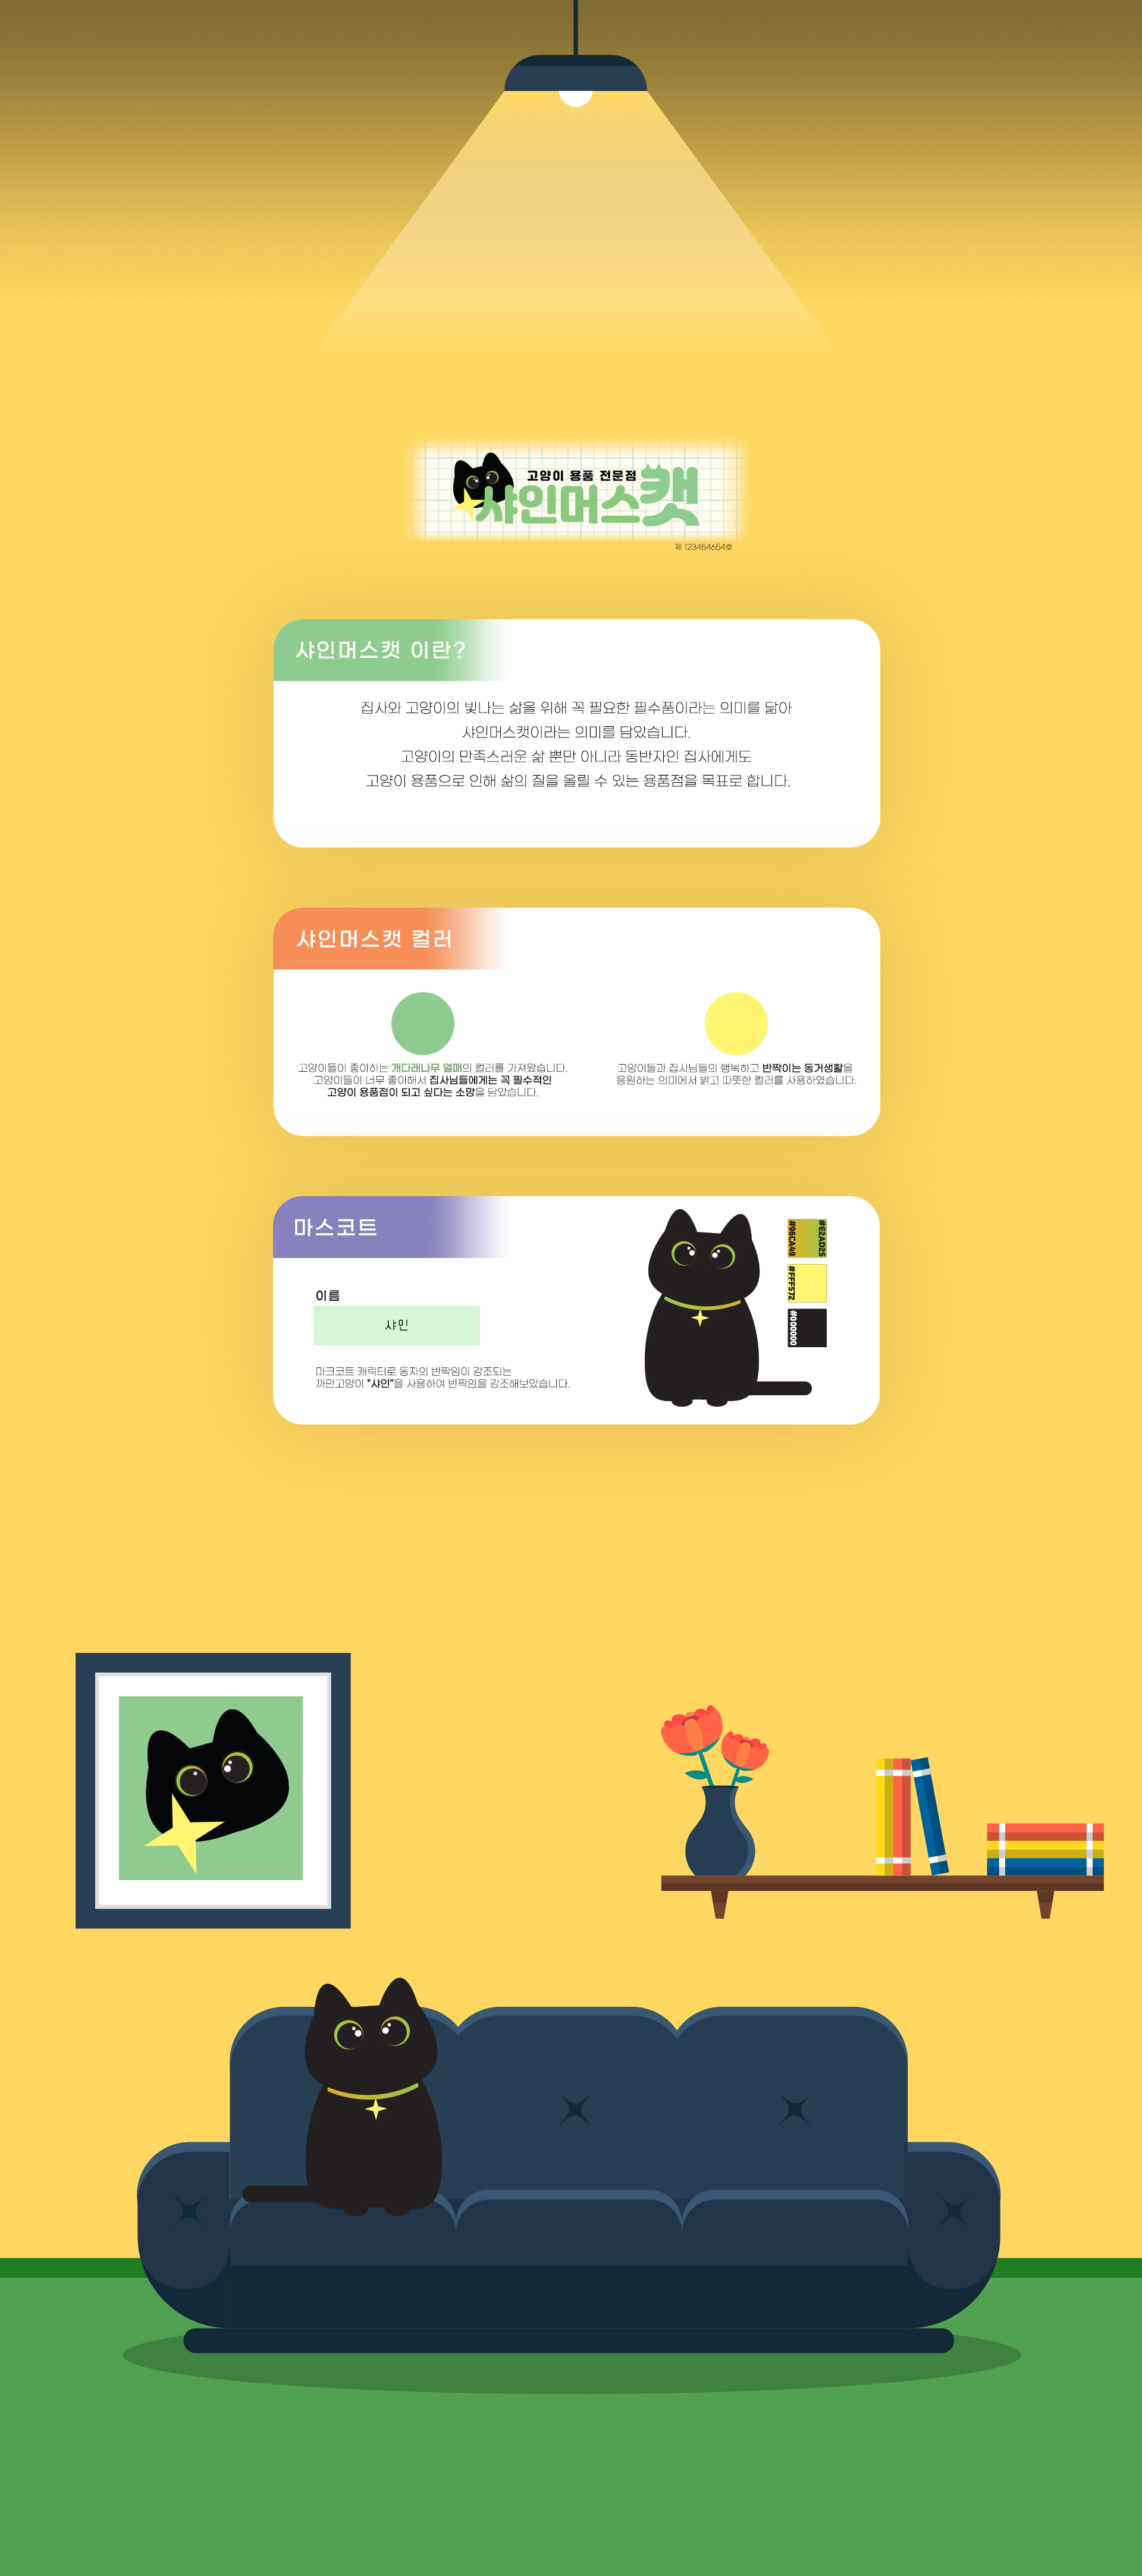 고양이 용품 전문점
샤인머스캣
제 123454654호
샤인머스캣 이란?
집사와 고양이의 빛나는 삶을 위해 꼭 필요한 필수품이라는 의미를 닮아
샤인머스캣이라는 의미를 담았습니다.
고양이의 만족스러운 삶 뿐만 아니라 동반자인 집사에게도
고양이 용품으로 인해 삶의 질을 올릴 수 있는 용품점을 목표로 합니다.
샤인머스캣 컬러
고양이들이 좋아하는 개다래나무 열매의 컬러를 가져왔습니다.
고양이들이 너무 좋아해서 집사님들에게는 꼭 필수적인
고양이 용품점이 되고 싶다는 소망을 담았습니다.
고양이들과 집사님들의 행복하고 반짝이는 동거생활을
응원하는 의미에서 밝고 따뜻한 컬러를 사용하였습니다.
마스코트
이름
샤인
마크코트 캐릭터로 동자의 반짝임이 강조되는
까만고양이 “샤인”을 사용하여 반짝임을 강조해보았습니다.
#96CA49
#E2AD25
#FFF572
#000000